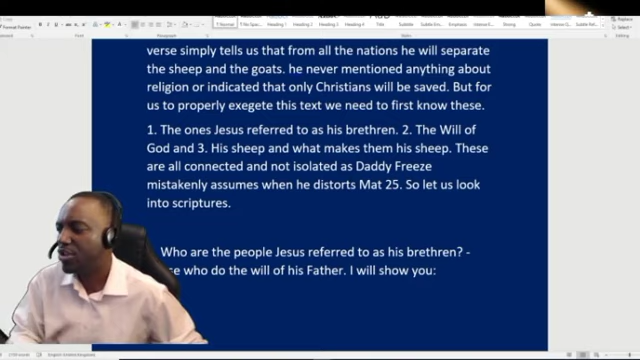 verse simply tells us that from all the nations he will separate
the sheep and the goats. he never mentioned anything about
religion or indicated that only Christians will be saved. But for
us to properly exegete this text we need to first know these.
1. The ones Jesus referred to as his brethren. 2. The Will of
God and 3. His sheep and what makes them his sheep. These
are all connected and not isolated as Daddy Freeze
mistakenly assumes when he distorts Mat 25. So let us look
into scriptures.
Who are the people Jesus referred to as his brethren? -
who do the will of his Father. I will show you: